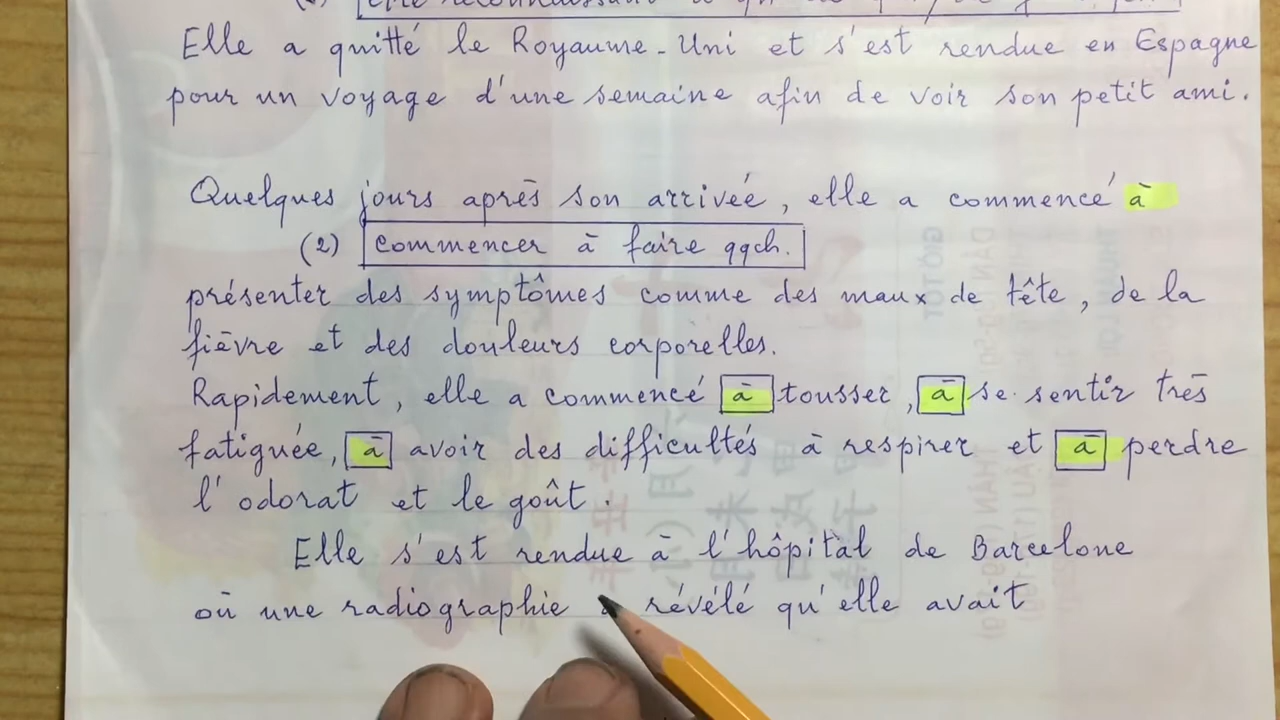 Elle a quitté le Royaume-Uni et s'est rendue en Espagne
pour un voyage d'une semaine afin de voir son petit ami.
Quelques jours après son arrivée, elle a commencé à
(2) commencer à faire qqch.
présenter des symptômes comme des maux de tête, de la
fièvre et des douleurs corporelles.
Rapidement, elle a commencé à tousser, à se sentir très
fatiguée, à avoir des difficultés à respirer et à perdre
l'odorat et le goût.
Elle s'est rendue à l'hôpital de Barcelone
où une radiographie a révélé qu'elle avait